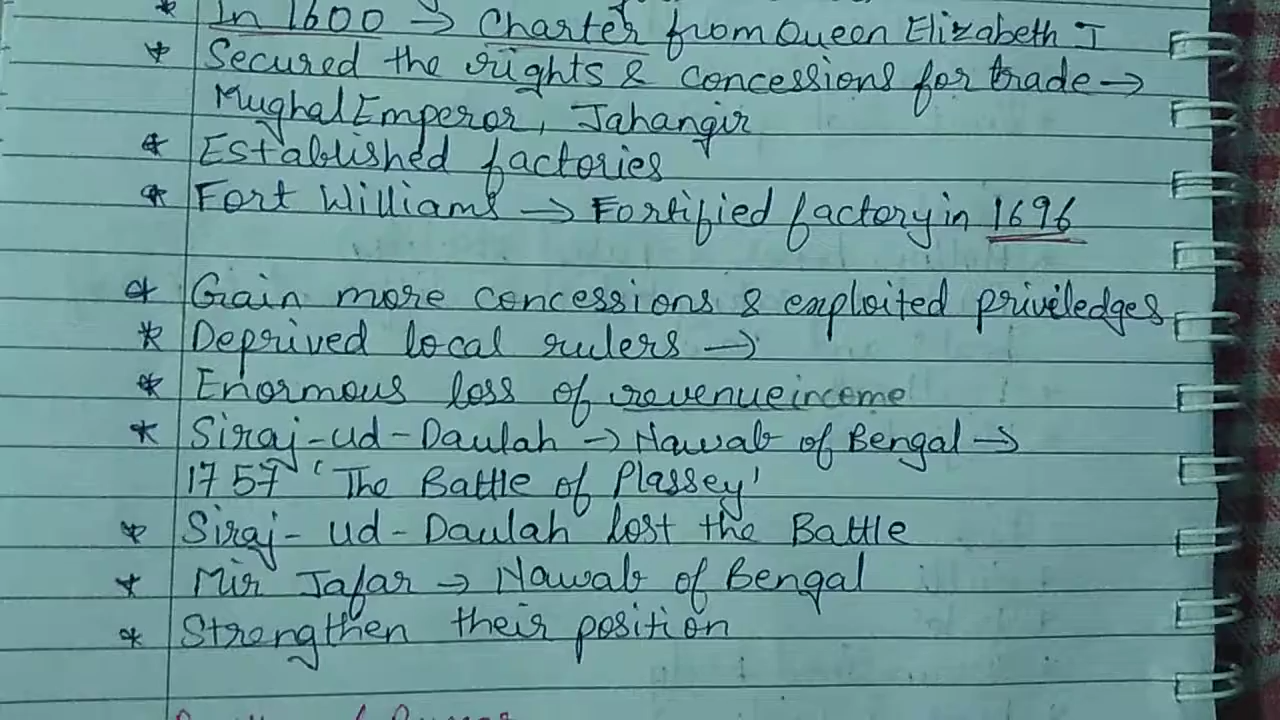 * In 1600 → Charter from Queen Elizabeth I
* Secured the rights & concessions for trade →
Mughal Emperor, Jahangir
* Established factories
* Fort Williams → Fortified factory in 1696
* Gain more concessions & exploited priviledges
* Deprived local rulers →
* Enormous loss of revenue income
* Siraj-ud-Daulah → Nawab of Bengal →
1757 'The Battle of Plassey'
* Siraj-ud-Daulah lost the Battle
* Mir Jafar → Nawab of Bengal
* Strengthen their position